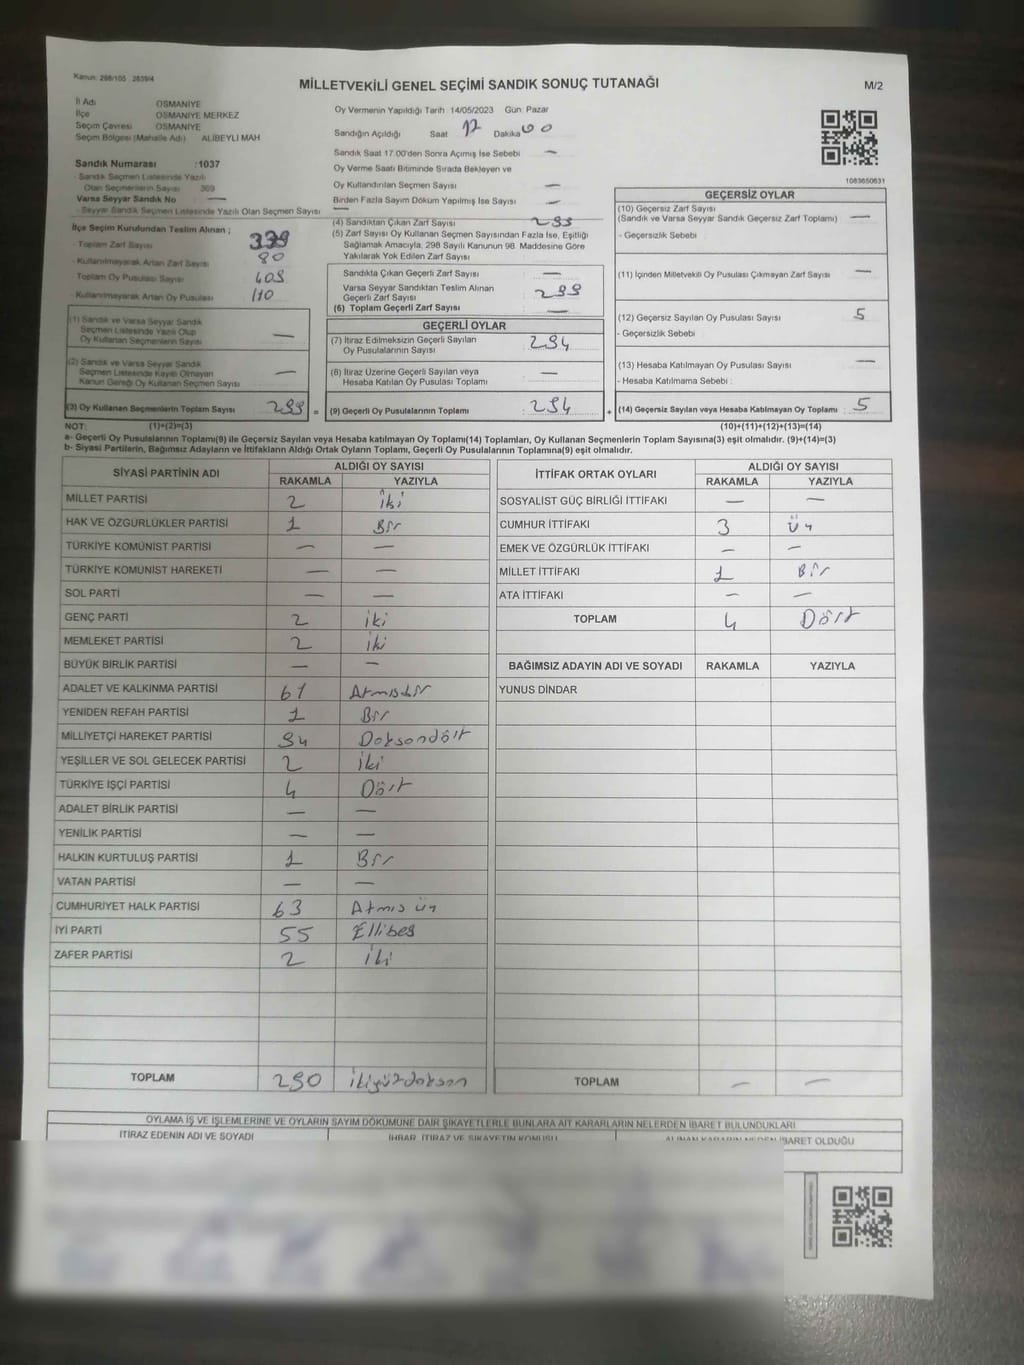 Kanun: 298/105 2839/4
MİLLETVEKİLİ GENEL SEÇİMİ SANDIK SONUÇ TUTANAĞI
M/2
İl Adı OSMANİYE
İlçe OSMANİYE MERKEZ
Seçim Çevresi OSMANİYE
Seçim Bölgesi (Mahalle Adı) ALİBEYLİ MAH
Sandık Numarası :1037
- Sandık Seçmen Listesinde Yazılı
Olan Seçmenlerin Sayısı 369
Varsa Seyyar Sandık No —
- Seyyar Sandık Seçmen Listesinde Yazılı Olan Seçmen Sayısı —
İlçe Seçim Kurulundan Teslim Alınan ;
- Toplam Zarf Sayısı
- Kullanılmayarak Artan Zarf Sayısı 80
- Toplam Oy Pusulası Sayısı 409
- Kullanılmayarak Artan Oy Pusulası 110
Oy Vermenin Yapıldığı Tarih 14/05/2023 Gün: Pazar
Sandığın Açıldığı Saat 17 Dakika 00
Sandık Saat 17.00'den Sonra Açımış İse Sebebi —
Oy Verme Saati Bitiminde Sırada Bekleyen ve
Oy Kullandırılan Seçmen Sayısı —
Birden Fazla Sayım Döküm Yapılmış İse Sayısı —
(4) Sandıktan Çıkan Zarf Sayısı 299
(5) Zarf Sayısı Oy Kullanan Seçmen Sayısından Fazla İse, Eşitliği
Sağlamak Amacıyla, 298 Sayılı Kanunun 98. Maddesine Göre
Yakılarak Yok Edilen Zarf Sayısı
Sandıkta Çıkan Geçerli Zarf Sayısı —
Varsa Seyyar Sandıktan Teslim Alınan
Geçerli Zarf Sayısı 299
(6) Toplam Geçerli Zarf Sayısı —
1083650631
GEÇERSİZ OYLAR
(10) Geçersiz Zarf Sayısı
(Sandık ve Varsa Seyyar Sandık Geçersiz Zarf Toplamı) —
- Geçersizlik Sebebi
(11) İçinden Milletvekili Oy Pusulası Çıkmayan Zarf Sayısı —
(12) Geçersiz Sayılan Oy Pusulası Sayısı 5
- Geçersizlik Sebebi
(13) Hesaba Katılmayan Oy Pusulası Sayısı —
- Hesaba Katılmama Sebebi :
(1) Sandık ve Varsa Seyyar Sandık
Seçmen Listesinde Yazılı Olup
Oy Kullanan Seçmenlerin Sayısı —
(2) Sandık ve Varsa Seyyar Sandık
Seçmen Listesinde Kayıtlı Olmayan
Kanun Gereği Oy Kullanan Seçmen Sayısı —
GEÇERLİ OYLAR
(7) İtiraz Edilmeksizin Geçerli Sayılan
Oy Pusulalarının Sayısı 294
(8) İtiraz Üzerine Geçerli Sayılan veya
Hesaba Katılan Oy Pusulası Toplamı —
(3) Oy Kullanan Seçmenlerin Toplam Sayısı 299 = (9) Geçerli Oy Pusulalarının Toplamı 294 + (14) Geçersiz Sayılan veya Hesaba Katılmayan Oy Toplamı 5
NOT: (1)+(2)=(3) (10)+(11)+(12)+(13)=(14)
a- Geçerli Oy Pusulalarının Toplamı(9) ile Geçersiz Sayılan veya Hesaba katılmayan Oy Toplamı(14) Toplamları, Oy Kullanan Seçmenlerin Toplam Sayısına(3) eşit olmalıdır. (9)+(14)=(3)
b- Siyasi Partilerin, Bağımsız Adayların ve İttifakların Aldığı Ortak Oyların Toplamı, Geçerli Oy Pusulalarının Toplamına(9) eşit olmalıdır.
SİYASİ PARTİNİN ADI ALDIĞI OY SAYISI
RAKAMLA YAZIYLA
MİLLET PARTİSİ 2 iki
HAK VE ÖZGÜRLÜKLER PARTİSİ 1 Bir
TÜRKİYE KOMÜNİST PARTİSİ — —
TÜRKİYE KOMÜNİST HAREKETİ — —
SOL PARTİ — —
GENÇ PARTİ 2 iki
MEMLEKET PARTİSİ 2 iki
BÜYÜK BİRLİK PARTİSİ — —
ADALET VE KALKINMA PARTİSİ 61 Atmışbir
YENİDEN REFAH PARTİSİ 1 Bir
MİLLİYETÇİ HAREKET PARTİSİ 94 Doksandört
YEŞİLLER VE SOL GELECEK PARTİSİ 2 iki
TÜRKİYE İŞÇİ PARTİSİ 4 Dört
ADALET BİRLİK PARTİSİ — —
YENİLİK PARTİSİ — —
HALKIN KURTULUŞ PARTİSİ 1 Bir
VATAN PARTİSİ — —
CUMHURİYET HALK PARTİSİ 63 Atmış üç
İYİ PARTİ 55 Ellibeş
ZAFER PARTİSİ 2 iki
TOPLAM 290 ikiyüzdoksan
İTTİFAK ORTAK OYLARI ALDIĞI OY SAYISI
RAKAMLA YAZIYLA
SOSYALİST GÜÇ BİRLİĞİ İTTİFAKI — —
CUMHUR İTTİFAKI 3 üç
EMEK VE ÖZGÜRLÜK İTTİFAKI — —
MİLLET İTTİFAKI 1 Bir
ATA İTTİFAKI — —
TOPLAM 4 Dört
BAĞIMSIZ ADAYIN ADI VE SOYADI RAKAMLA YAZIYLA
YUNUS DİNDAR
TOPLAM — —
OYLAMA İŞ VE İŞLEMLERİNE VE OYLARIN SAYIM DÖKÜMÜNE DAİR ŞİKAYETLERLE BUNLARA AİT KARARLARIN NELERDEN İBARET BULUNDUKLARI
İTİRAZ EDENİN ADI VE SOYADI İHBAR, İTİRAZ VE ŞİKAYETİN KONUSU ALINAN KARARIN NEDEN İBARET OLDUĞU